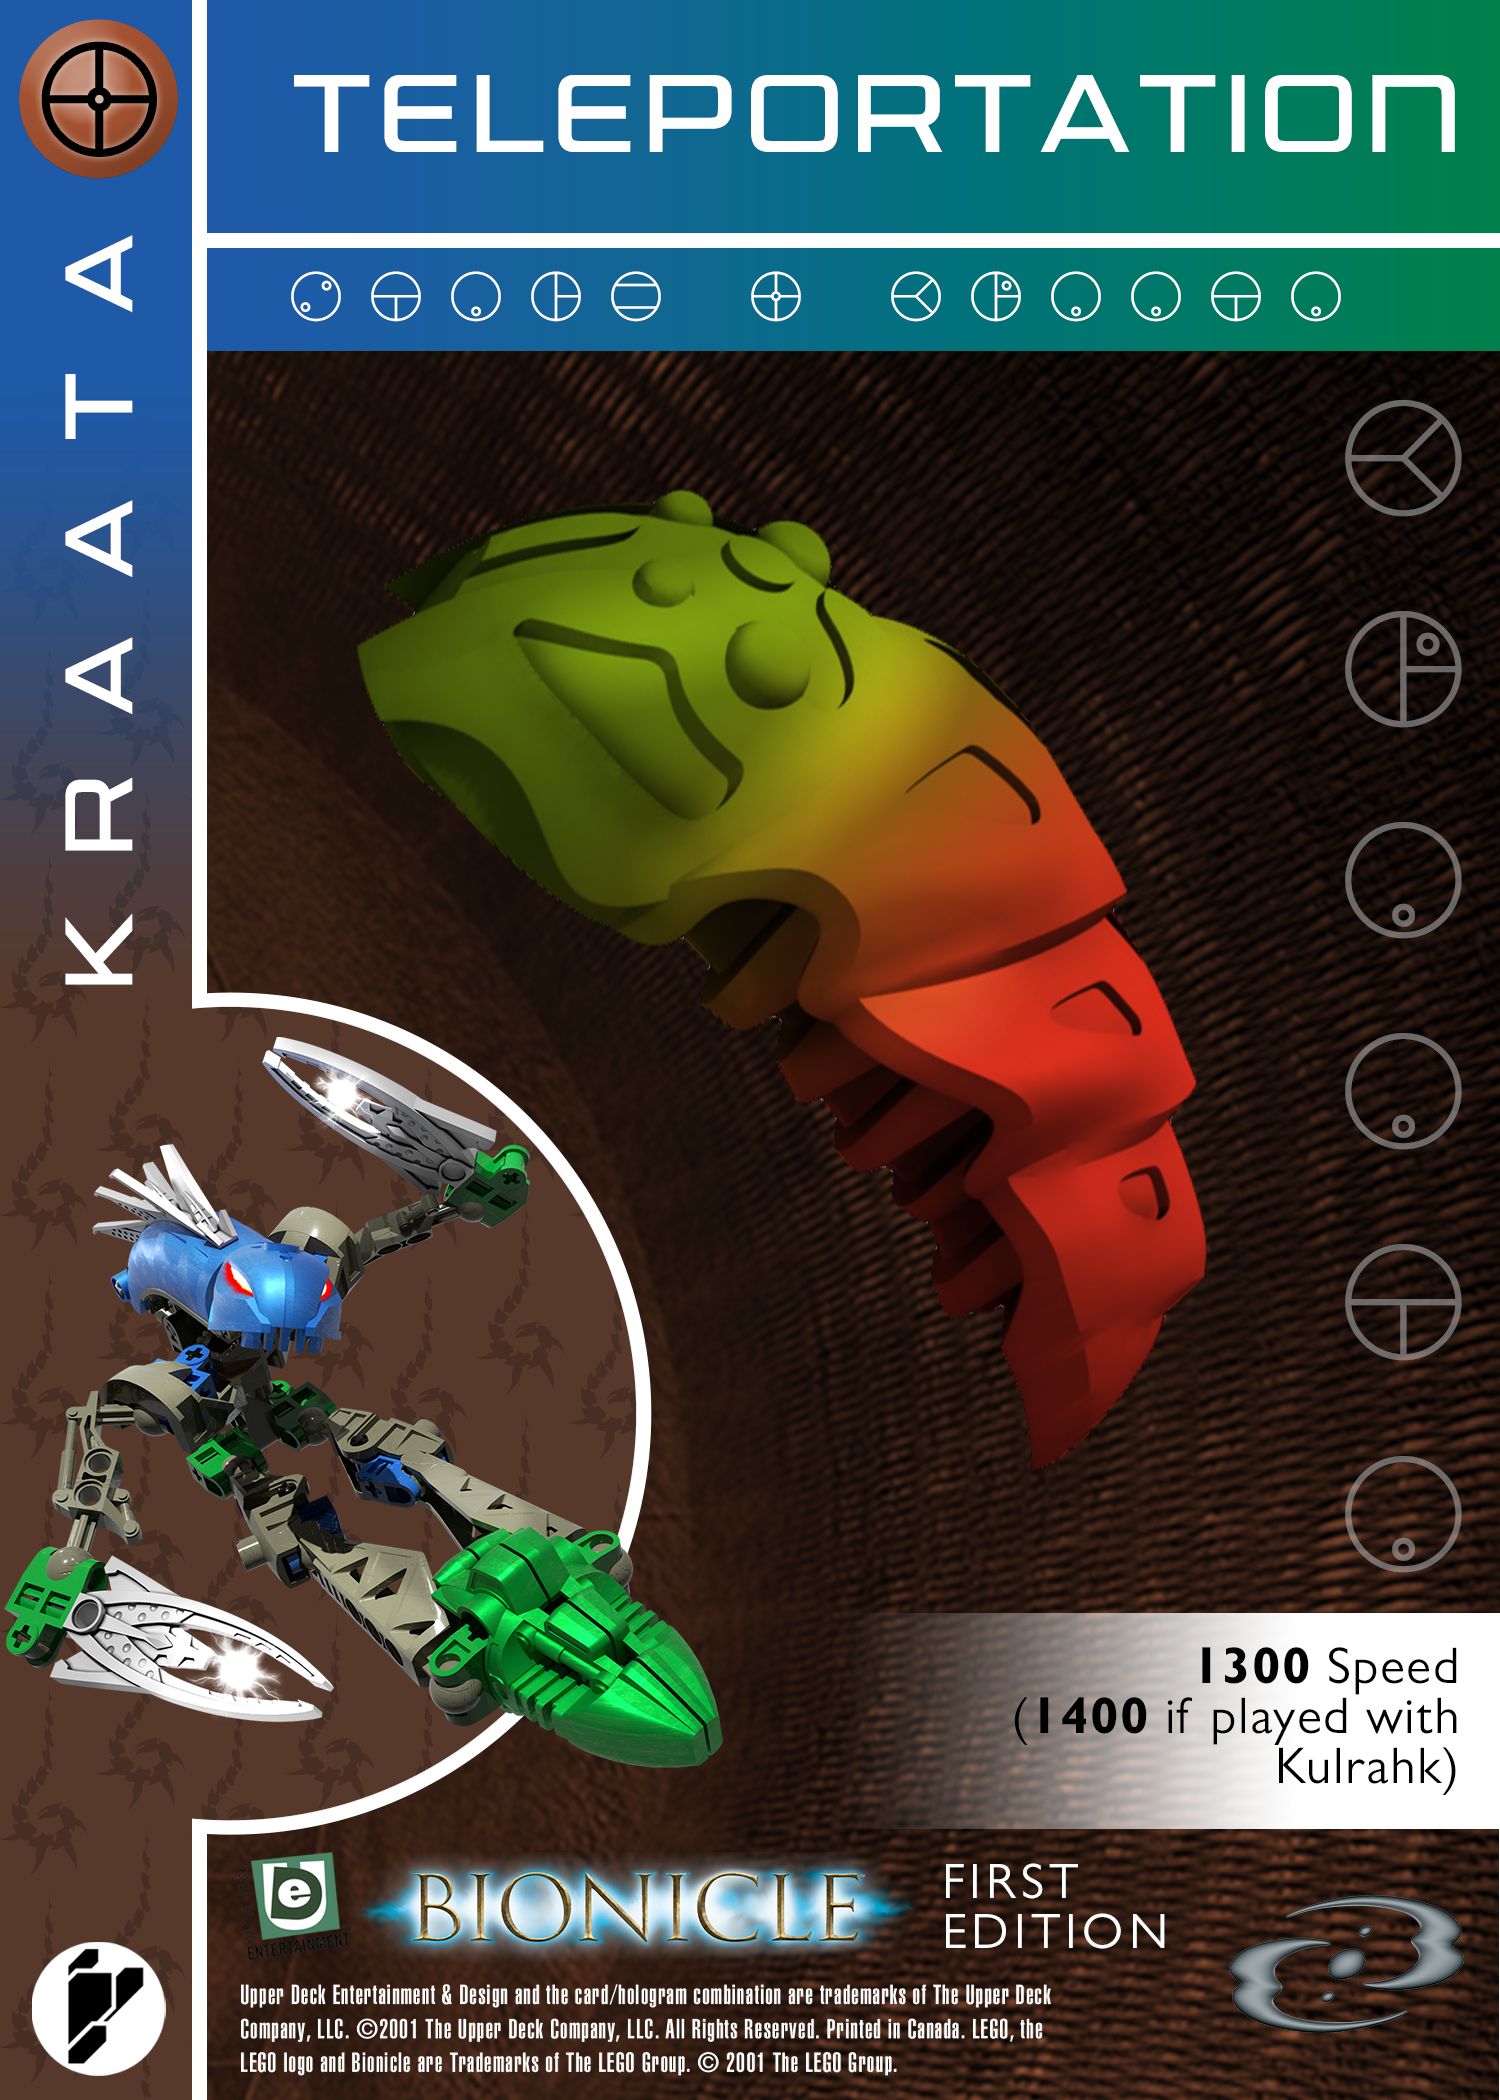 TELEPORTATION
KRAATA
1300 Speed
(1400 if played with
Kulrahk)
e
ENTERTAINMENT
BIONICLE
FIRST
EDITION
Upper Deck Entertainment & Design and the card/hologram combination are trademarks of The Upper Deck
Company, LLC. ©2001 The Upper Deck Company, LLC. All Rights Reserved. Printed in Canada. LEGO, the
LEGO logo and Bionicle are Trademarks of The LEGO Group. © 2001 The LEGO Group.